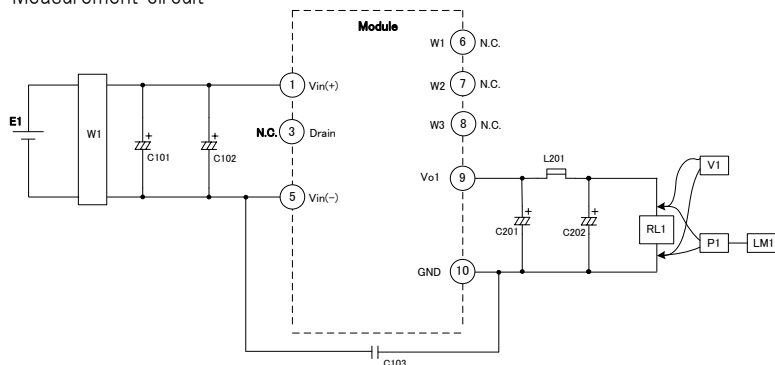 Measurement circuit
Module
W1 6 N.C.
1 Vin(+)
W2 7 N.C.
E1
W1
N.C. 3 Drain
W3 8 N.C.
C101
C102
L201
V1
Vo1 9
5 Vin(-)
C201
C202
RL1
P1
LM1
GND 10
C103